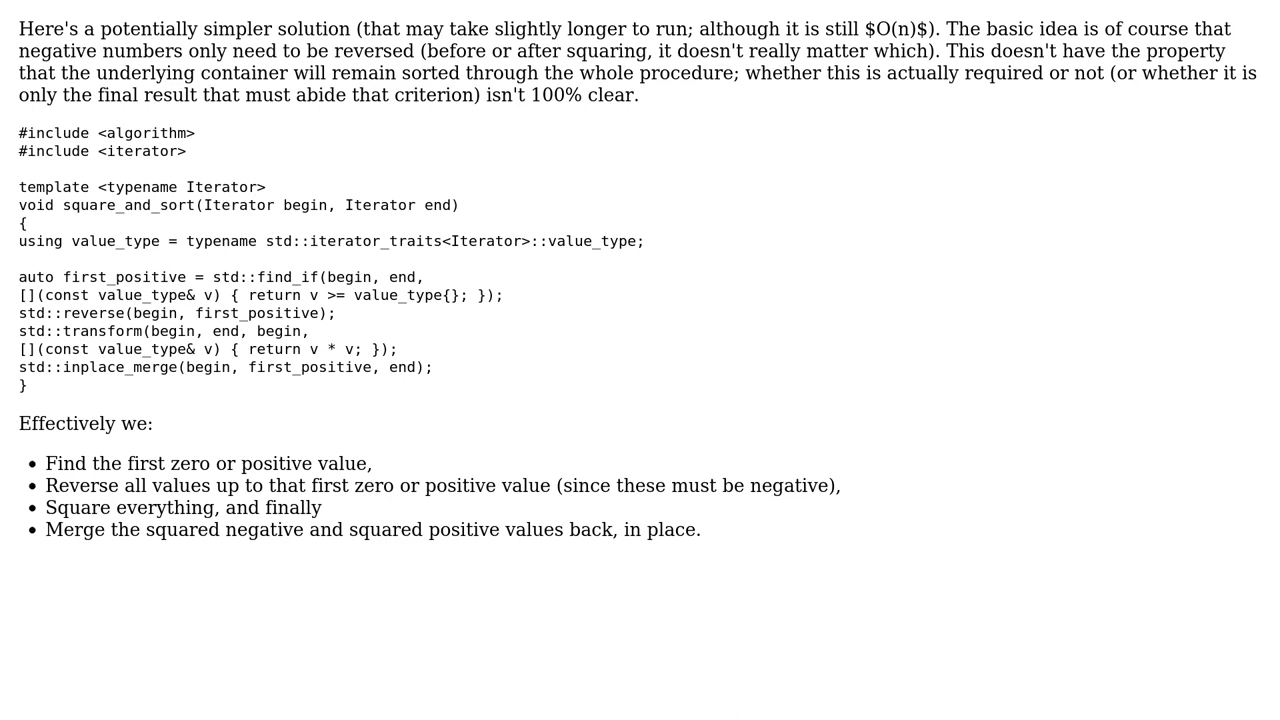 Here's a potentially simpler solution (that may take slightly longer to run; although it is still $O(n)$). The basic idea is of course that
negative numbers only need to be reversed (before or after squaring, it doesn't really matter which). This doesn't have the property
that the underlying container will remain sorted through the whole procedure; whether this is actually required or not (or whether it is
only the final result that must abide that criterion) isn't 100% clear.
#include <algorithm>
#include <iterator>
template <typename Iterator>
void square_and_sort(Iterator begin, Iterator end)
{
using value_type = typename std::iterator_traits<Iterator>::value_type;
auto first_positive = std::find_if(begin, end,
[](const value_type& v) { return v >= value_type{}; });
std::reverse(begin, first_positive);
std::transform(begin, end, begin,
[](const value_type& v) { return v * v; });
std::inplace_merge(begin, first_positive, end);
}
Effectively we:
• Find the first zero or positive value,
• Reverse all values up to that first zero or positive value (since these must be negative),
• Square everything, and finally
• Merge the squared negative and squared positive values back, in place.